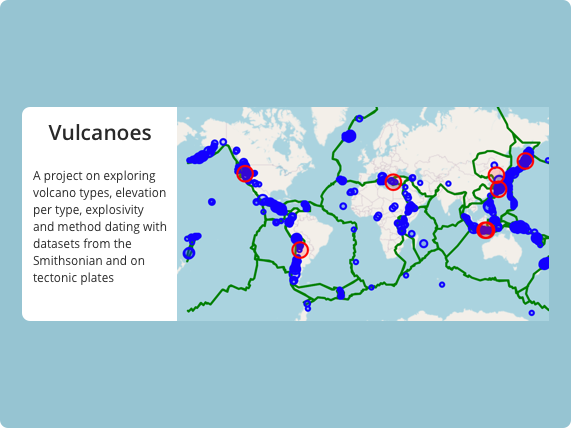 Vulcanoes
A project on exploring
volcano types, elevation
per type, explosivity
and method dating with
datasets from the
Smithsonian and on
tectonic plates